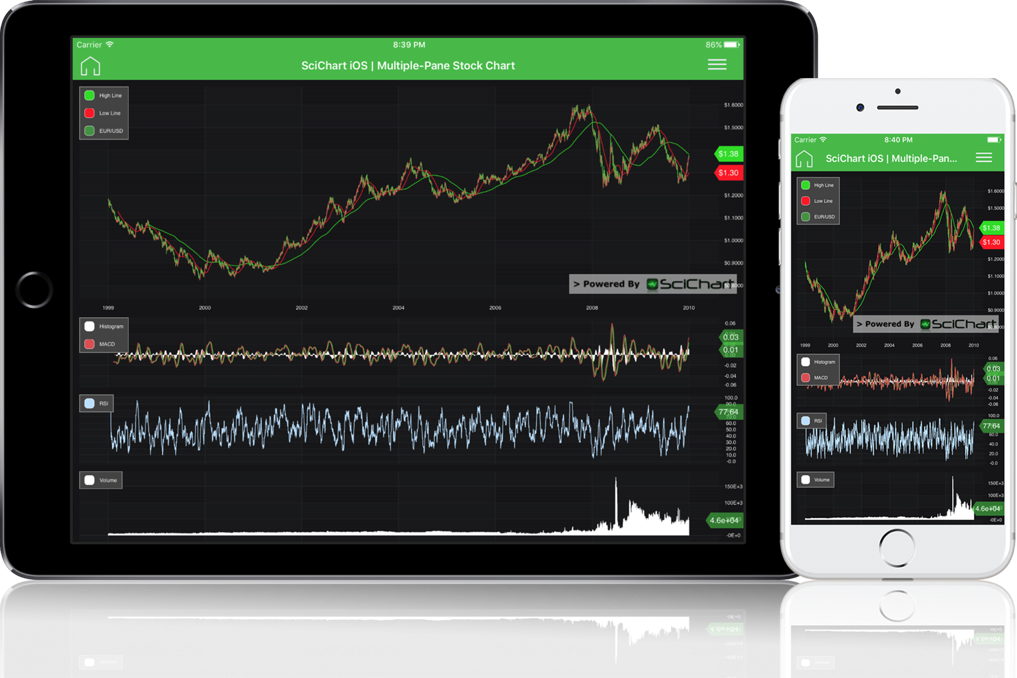 Carrier 8:39 PM 86%
SciChart iOS | Multiple-Pane Stock Chart
High Line
Low Line
EUR/USD
$1.6000
$1.5000
$1.38
$1.30
$1.2000
$1.1000
$1.0000
$0.9000
> Powered By SciChart
1999 2000 2002 2004 2006 2008 2010
Histogram
MACD
0.06
0.03
0.01
-0.02
-0.04
-0.06
RSI
100.0
77.64
60.0
50.0
40.0
30.0
20.0
10.0
-0.0
Volume
150E+3
100E+3
4.6e+04
-0E+0
Carrier 8:40 PM
SciChart iOS | Multiple-Pan...
High Line
Low Line
EUR/USD
$1.6000
$1.38
$1.30
$1.2000
$1.1000
$1.0000
$0.9000
> Powered By SciChart
1999 2000 2002 2004 2006 2008 2010
Histogram
MACD
0.06
0.03
0.01
-0.02
-0.04
-0.06
RSI
100.0
77.64
40.0
20.0
-0.0
Volume
150E+3
100E+3
4.6e+04
-0E+0